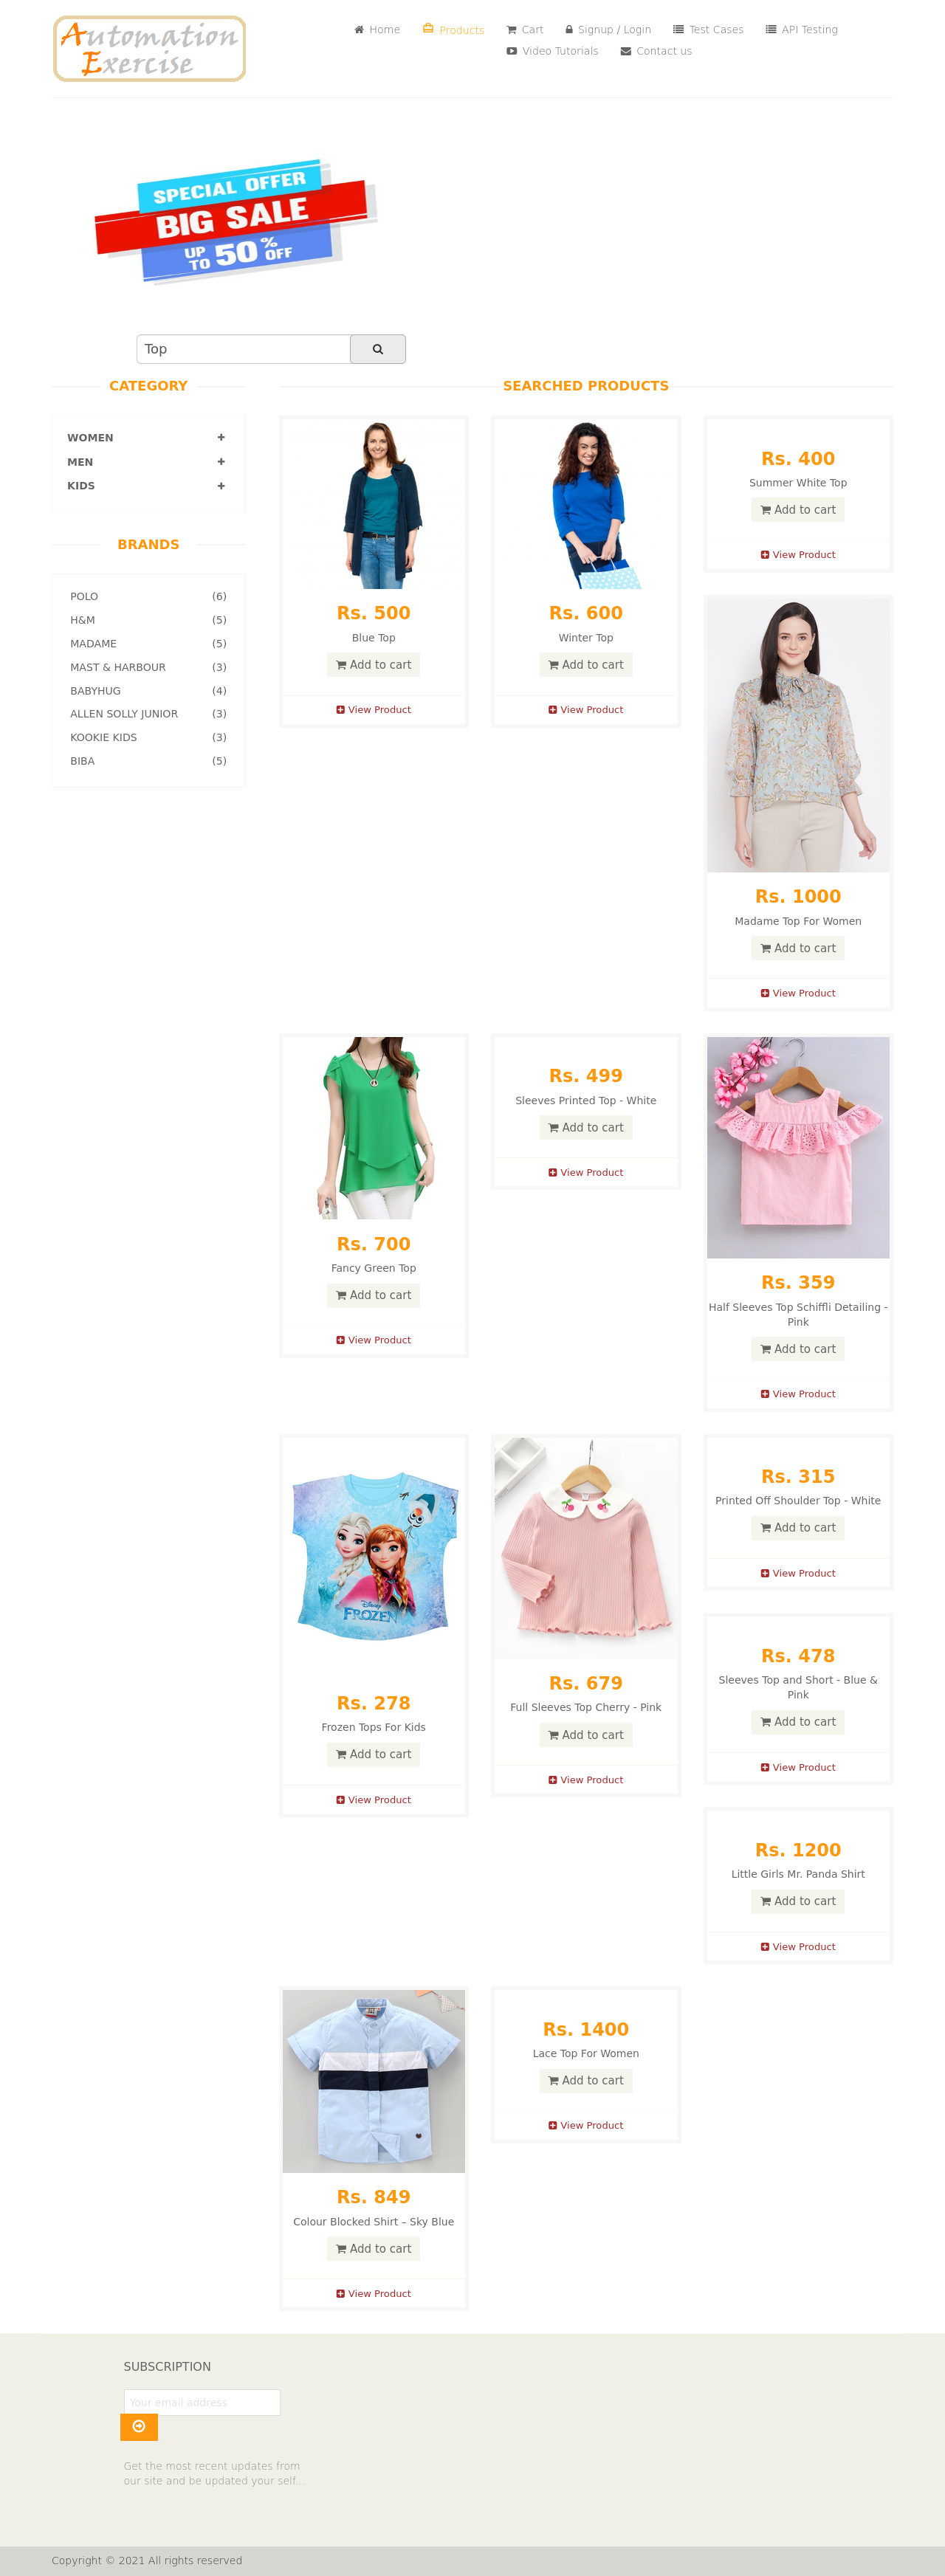 Automation
Exercise
Home
Products
Cart
Signup / Login
Test Cases
API Testing
Video Tutorials
Contact us
SPECIAL OFFER
BIG SALE
UP TO 50% OFF
Top
CATEGORY
WOMEN
MEN
KIDS
BRANDS
POLO (6)
H&M (5)
MADAME (5)
MAST & HARBOUR (3)
BABYHUG (4)
ALLEN SOLLY JUNIOR (3)
KOOKIE KIDS (3)
BIBA (5)
SEARCHED PRODUCTS
Rs. 500
Blue Top
Add to cart
View Product
Rs. 600
Winter Top
Add to cart
View Product
Rs. 400
Summer White Top
Add to cart
View Product
Rs. 1000
Madame Top For Women
Add to cart
View Product
Rs. 700
Fancy Green Top
Add to cart
View Product
Rs. 499
Sleeves Printed Top - White
Add to cart
View Product
Rs. 359
Half Sleeves Top Schiffli Detailing -
Pink
Add to cart
View Product
Disney
FROZEN
Rs. 278
Frozen Tops For Kids
Add to cart
View Product
Rs. 679
Full Sleeves Top Cherry - Pink
Add to cart
View Product
Rs. 315
Printed Off Shoulder Top - White
Add to cart
View Product
Rs. 478
Sleeves Top and Short - Blue &
Pink
Add to cart
View Product
Rs. 1200
Little Girls Mr. Panda Shirt
Add to cart
View Product
Rs. 849
Colour Blocked Shirt – Sky Blue
Add to cart
View Product
Rs. 1400
Lace Top For Women
Add to cart
View Product
SUBSCRIPTION
Your email address
Get the most recent updates from
our site and be updated your self...
Copyright © 2021 All rights reserved